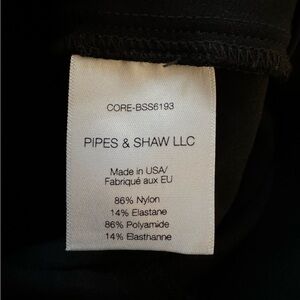 CORE-BSS6193
PIPES & SHAW LLC
Made in USA/
Fabriqué aux EU
86% Nylon
14% Elastane
86% Polyamide
14% Elasthanne